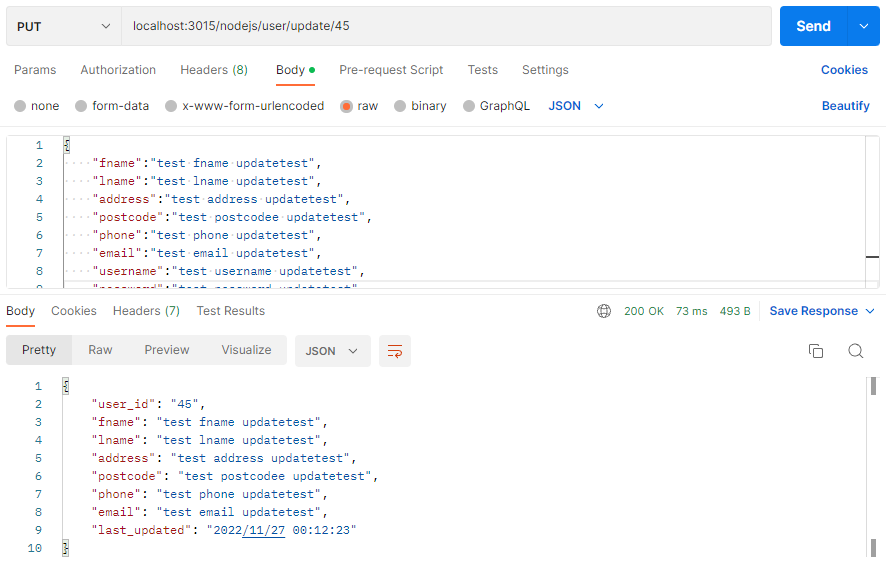 PUT localhost:3015/nodejs/user/update/45 Send
Params Authorization Headers (8) Body Pre-request Script Tests Settings Cookies
none form-data x-www-form-urlencoded raw binary GraphQL JSON Beautify
1 {
2 "fname":"test fname updatetest",
3 "lname":"test lname updatetest",
4 "address":"test address updatetest",
5 "postcode":"test postcodee updatetest",
6 "phone":"test phone updatetest",
7 "email":"test email updatetest",
8 "username":"test username updatetest",
9 "password":"test password updatetest"
Body Cookies Headers (7) Test Results 200 OK 73 ms 493 B Save Response
Pretty Raw Preview Visualize JSON
1 {
2 "user_id": "45",
3 "fname": "test fname updatetest",
4 "lname": "test lname updatetest",
5 "address": "test address updatetest",
6 "postcode": "test postcodee updatetest",
7 "phone": "test phone updatetest",
8 "email": "test email updatetest",
9 "last_updated": "2022/11/27 00:12:23"
10 }